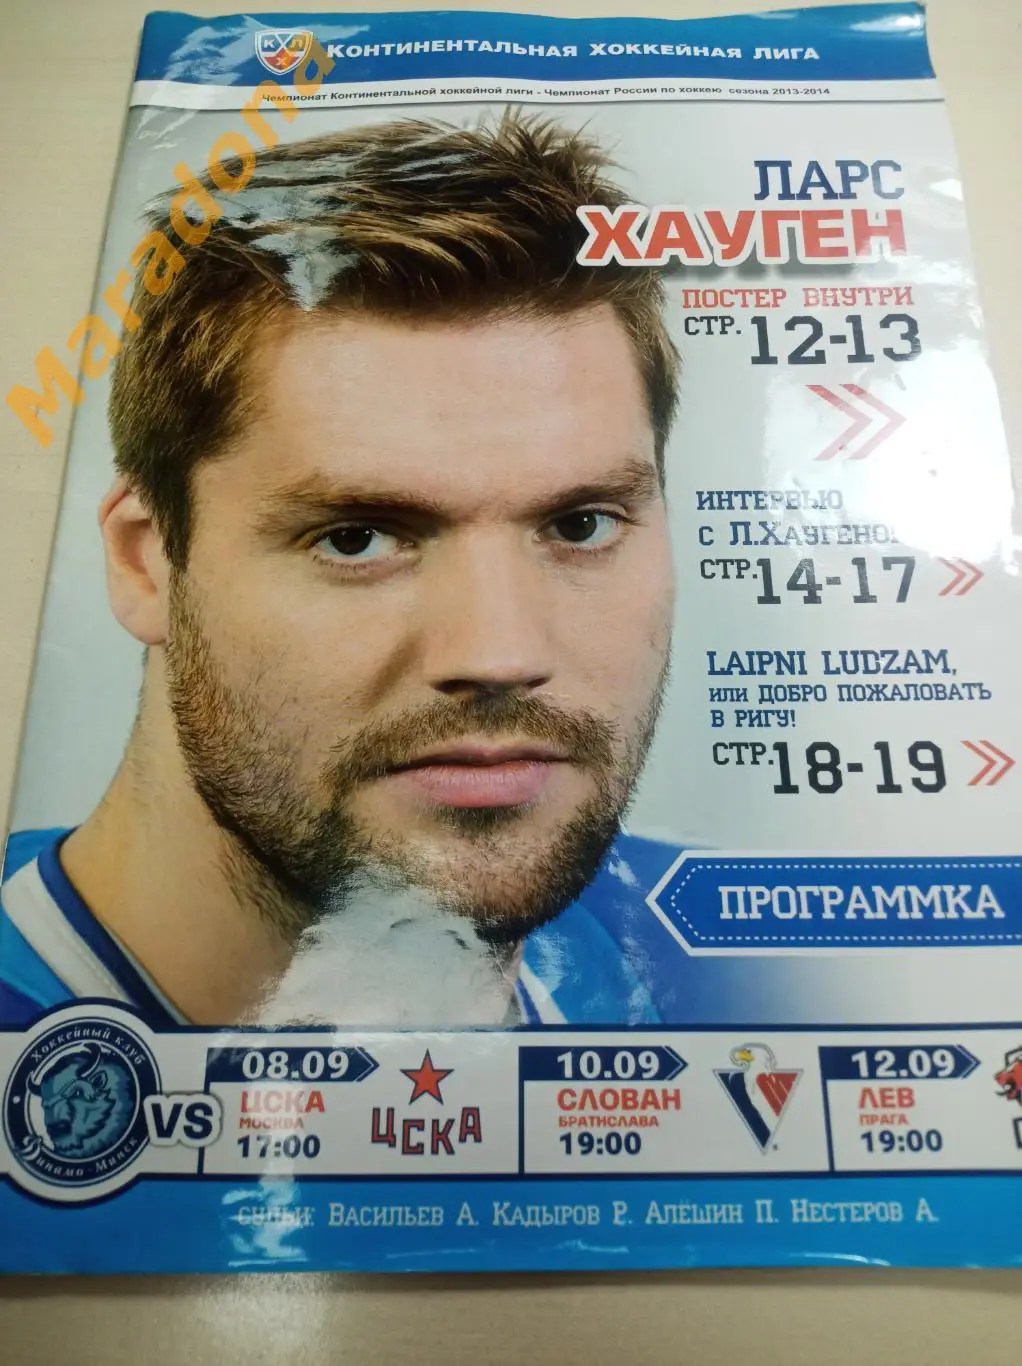 КОНТИНЕНТАЛЬНАЯ ХОККЕЙНАЯ ЛИГА
Чемпионат Континентальной хоккейной лиги - Чемпионат России по хоккею сезона 2013-2014
Maradona
ЛАРС
ХАУГЕН
ПОСТЕР ВНУТРИ
СТР. 12-13
ИНТЕРВЬЮ
С Л.ХАУГЕНОМ
СТР. 14-17
LAIPNI LUDZAM,
ИЛИ ДОБРО ПОЖАЛОВАТЬ
В РИГУ!
СТР. 18-19
ПРОГРАММКА
Хоккейный клуб
Динамо-Минск
VS
08.09
ЦСКА
МОСКВА
17:00
ЦСКА
10.09
СЛОВАН
БРАТИСЛАВА
19:00
12.09
ЛЕВ
ПРАГА
19:00
СУДЬИ: ВАСИЛЬЕВ А. КАДЫРОВ Р. АЛЁШИН П. НЕСТЕРОВ А.